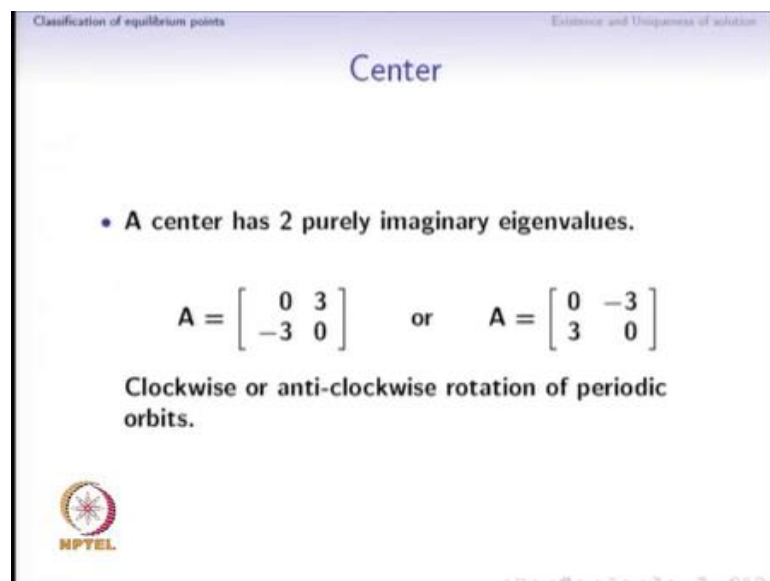 Classification of equilibrium points
Existence and Uniqueness of solution
Center
• A center has 2 purely imaginary eigenvalues.
A = [ 0 3 ; −3 0 ] or A = [ 0 −3 ; 3 0 ]
Clockwise or anti-clockwise rotation of periodic
orbits.
NPTEL